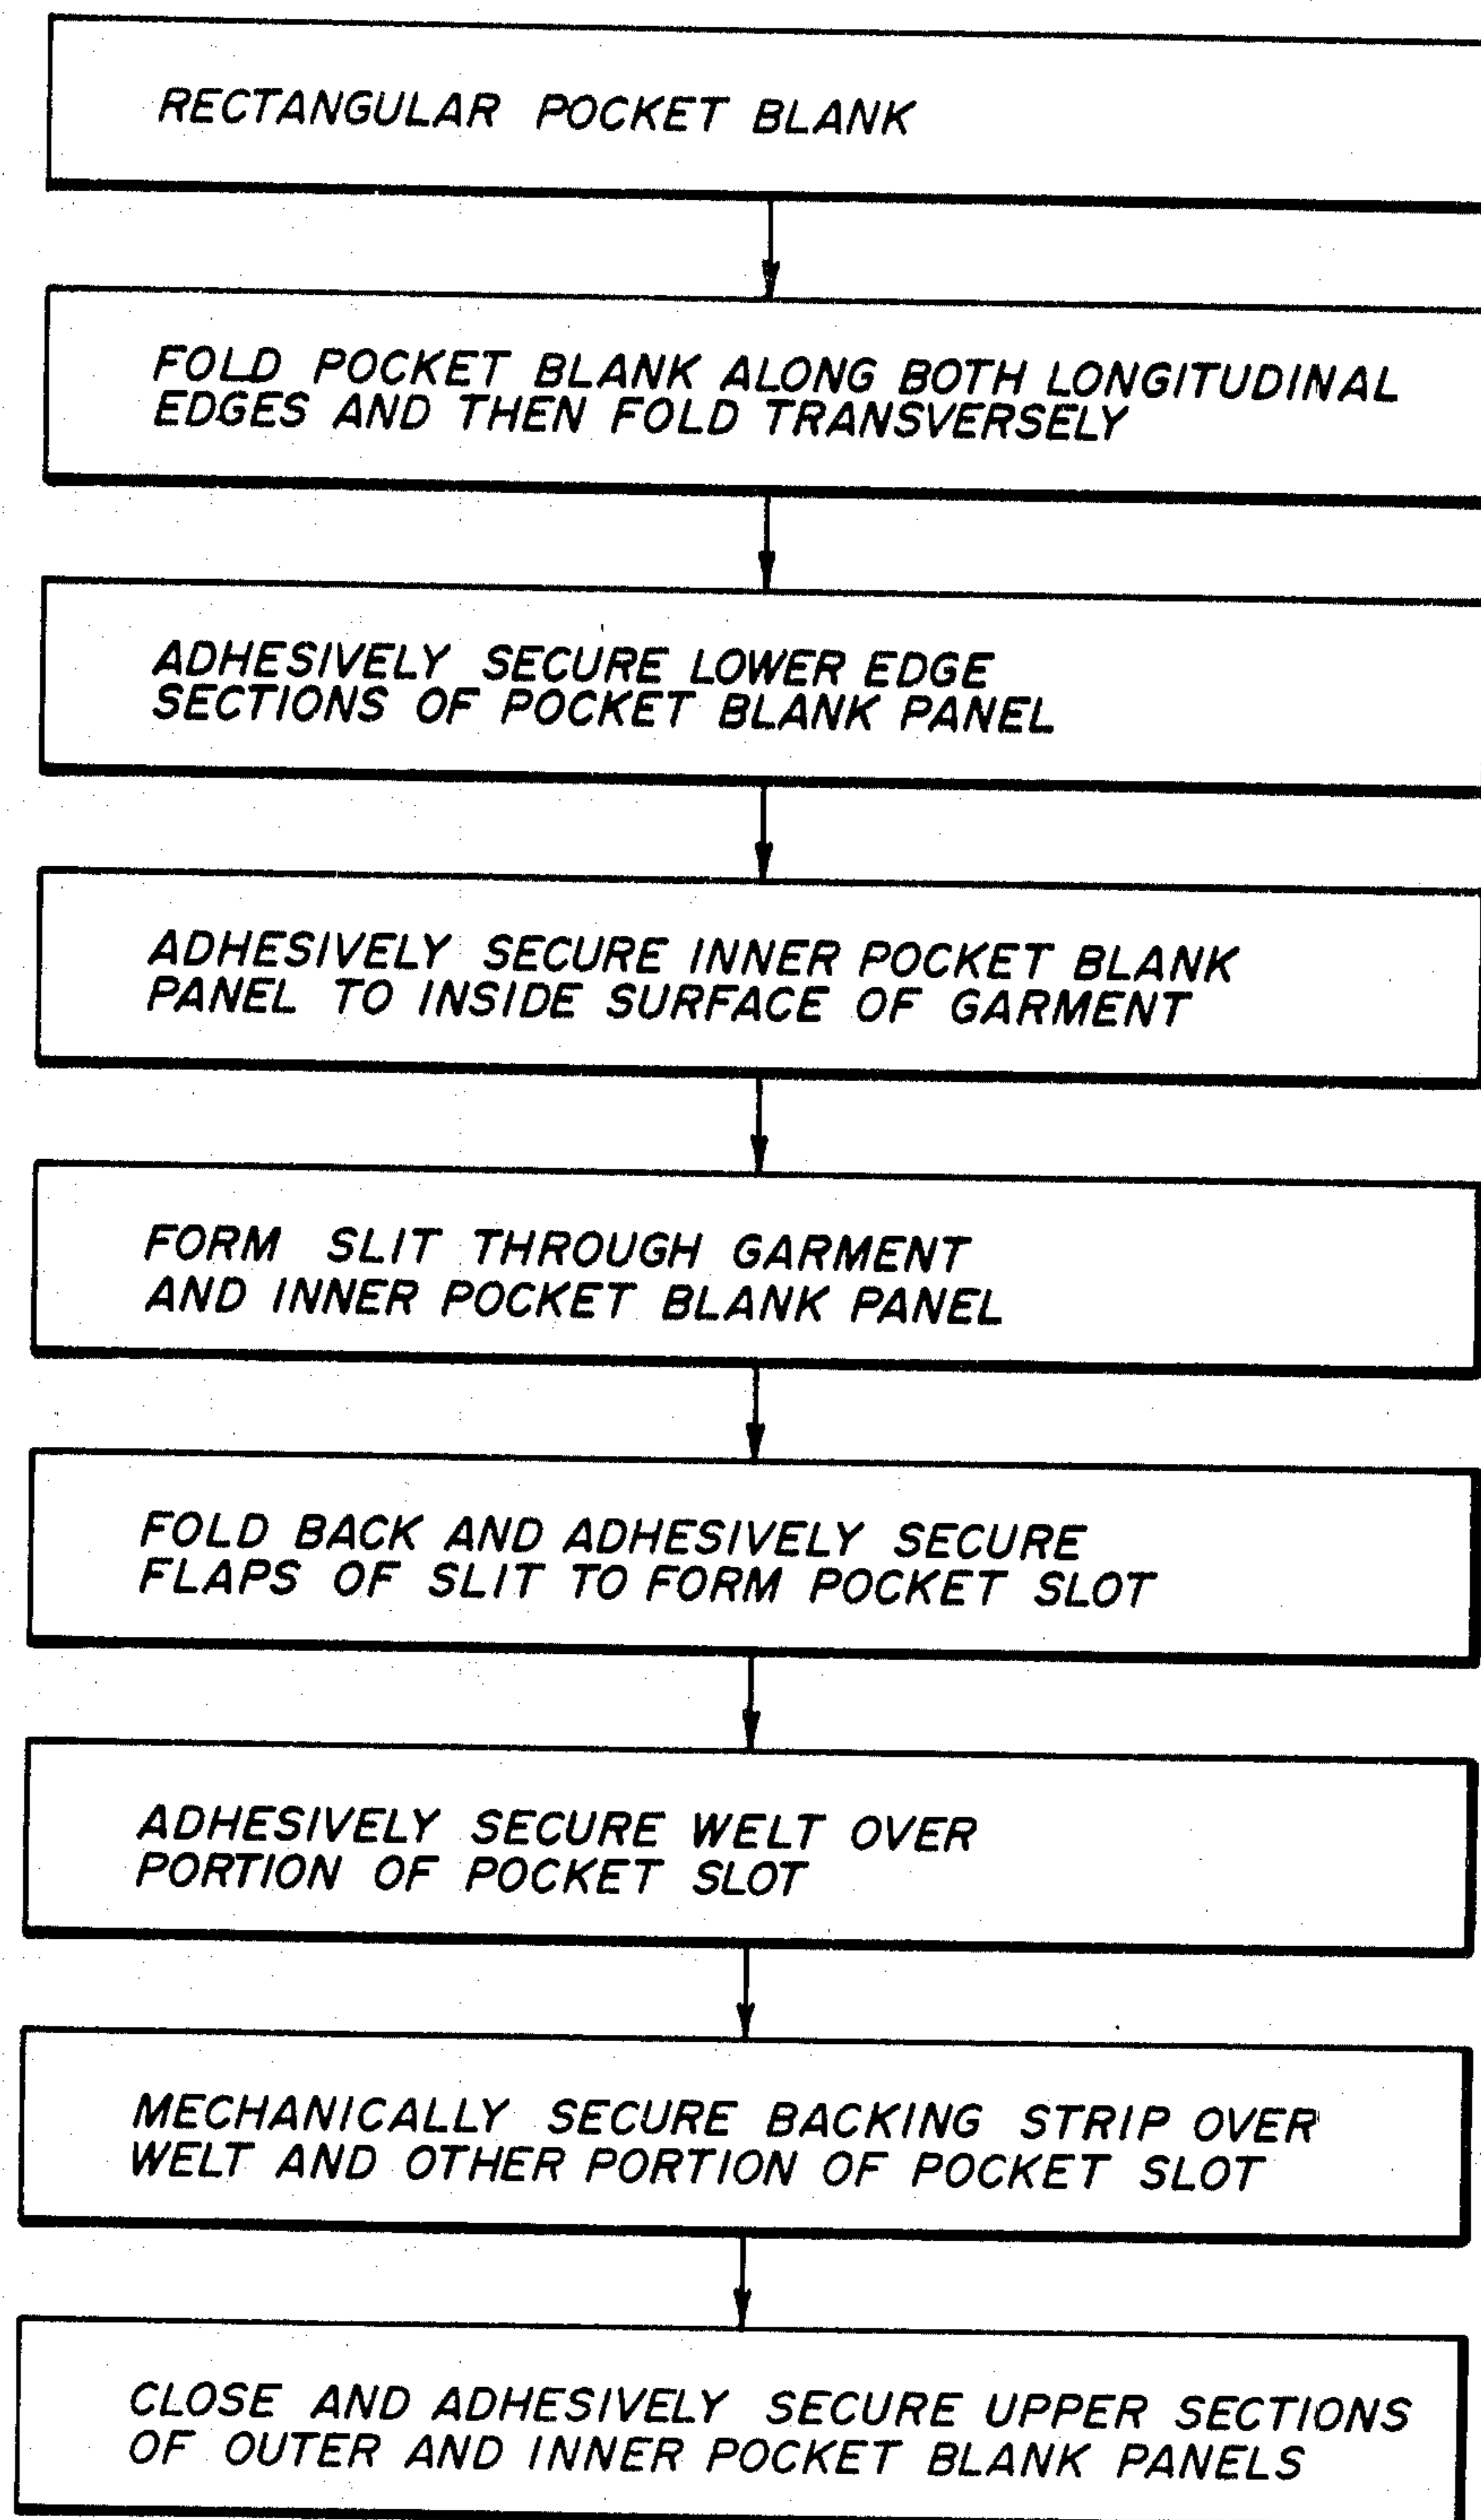 RECTANGULAR POCKET BLANK
FOLD POCKET BLANK ALONG BOTH LONGITUDINAL
EDGES AND THEN FOLD TRANSVERSELY
ADHESIVELY SECURE LOWER EDGE
SECTIONS OF POCKET BLANK PANEL
ADHESIVELY SECURE INNER POCKET BLANK
PANEL TO INSIDE SURFACE OF GARMENT
FORM SLIT THROUGH GARMENT
AND INNER POCKET BLANK PANEL
FOLD BACK AND ADHESIVELY SECURE
FLAPS OF SLIT TO FORM POCKET SLOT
ADHESIVELY SECURE WELT OVER
PORTION OF POCKET SLOT
MECHANICALLY SECURE BACKING STRIP OVER
WELT AND OTHER PORTION OF POCKET SLOT
CLOSE AND ADHESIVELY SECURE UPPER SECTIONS
OF OUTER AND INNER POCKET BLANK PANELS